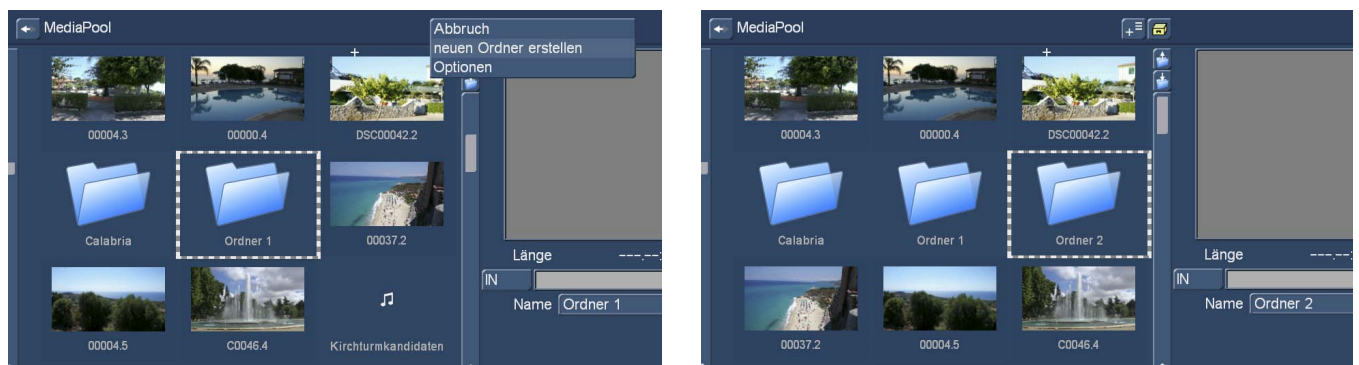 MediaPool
Abbruch
neuen Ordner erstellen
Optionen
00004.3
00000.4
DSC00042.2
Calabria
Ordner 1
00037.2
Länge
IN
Name
Ordner 1
00004.5
C0046.4
Kirchturmkandidaten
MediaPool
00004.3
00000.4
DSC00042.2
Calabria
Ordner 1
Ordner 2
Länge
IN
Name
Ordner 2
00037.2
00004.5
C0046.4